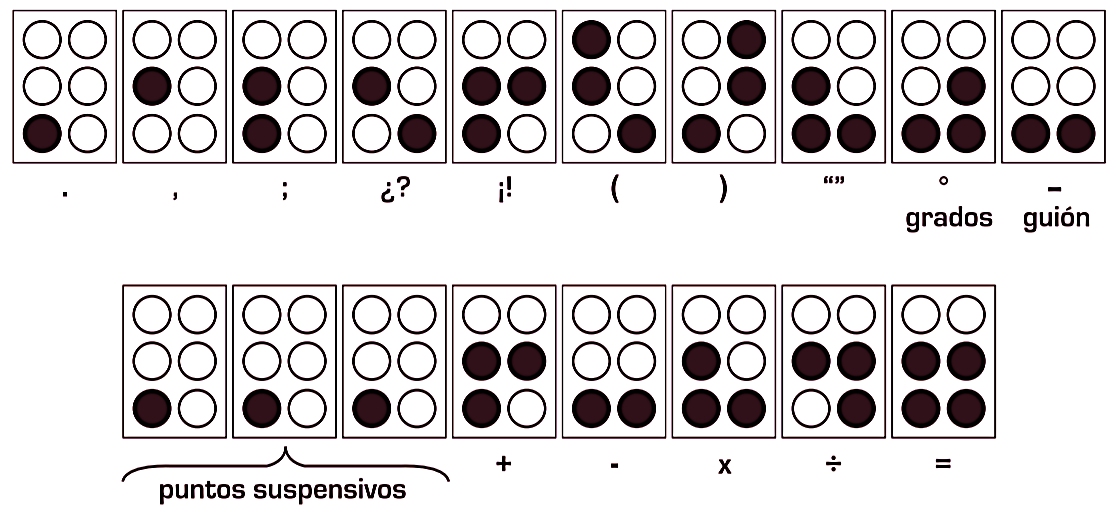 . , ; ¿? ¡! ( ) “” ° –
grados guión
+ - x ÷ =
puntos suspensivos